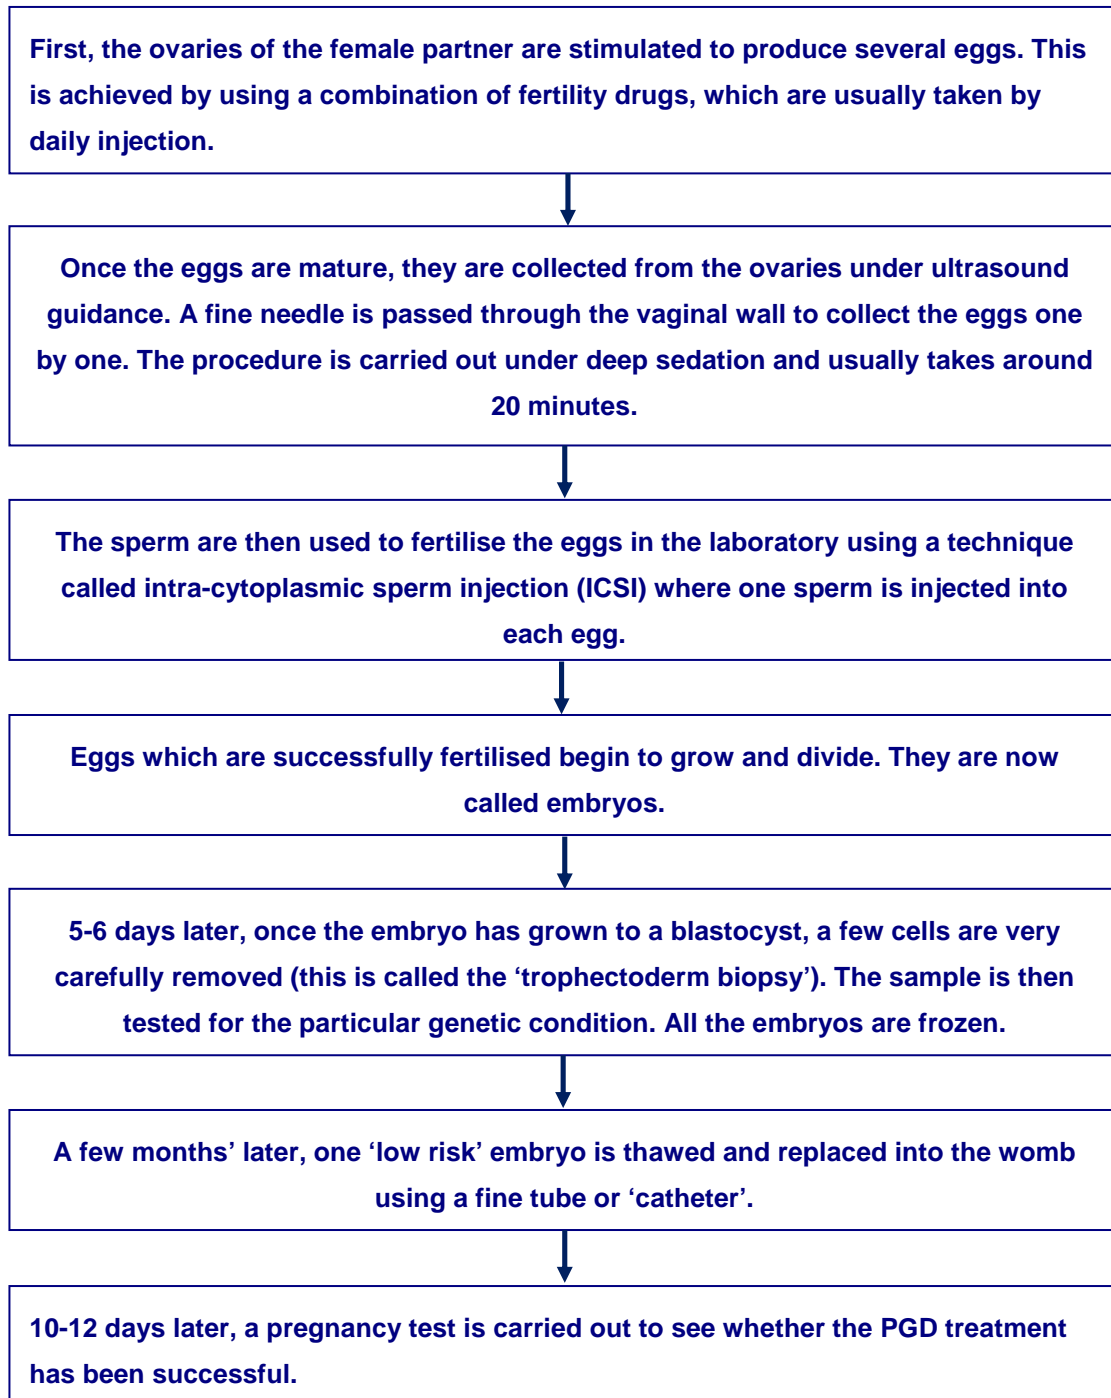 First, the ovaries of the female partner are stimulated to produce several eggs. This
is achieved by using a combination of fertility drugs, which are usually taken by
daily injection.
Once the eggs are mature, they are collected from the ovaries under ultrasound
guidance. A fine needle is passed through the vaginal wall to collect the eggs one
by one. The procedure is carried out under deep sedation and usually takes around
20 minutes.
The sperm are then used to fertilise the eggs in the laboratory using a technique
called intra-cytoplasmic sperm injection (ICSI) where one sperm is injected into
each egg.
Eggs which are successfully fertilised begin to grow and divide. They are now
called embryos.
5-6 days later, once the embryo has grown to a blastocyst, a few cells are very
carefully removed (this is called the ‘trophectoderm biopsy’). The sample is then
tested for the particular genetic condition. All the embryos are frozen.
A few months’ later, one ‘low risk’ embryo is thawed and replaced into the womb
using a fine tube or ‘catheter’.
10-12 days later, a pregnancy test is carried out to see whether the PGD treatment
has been successful.